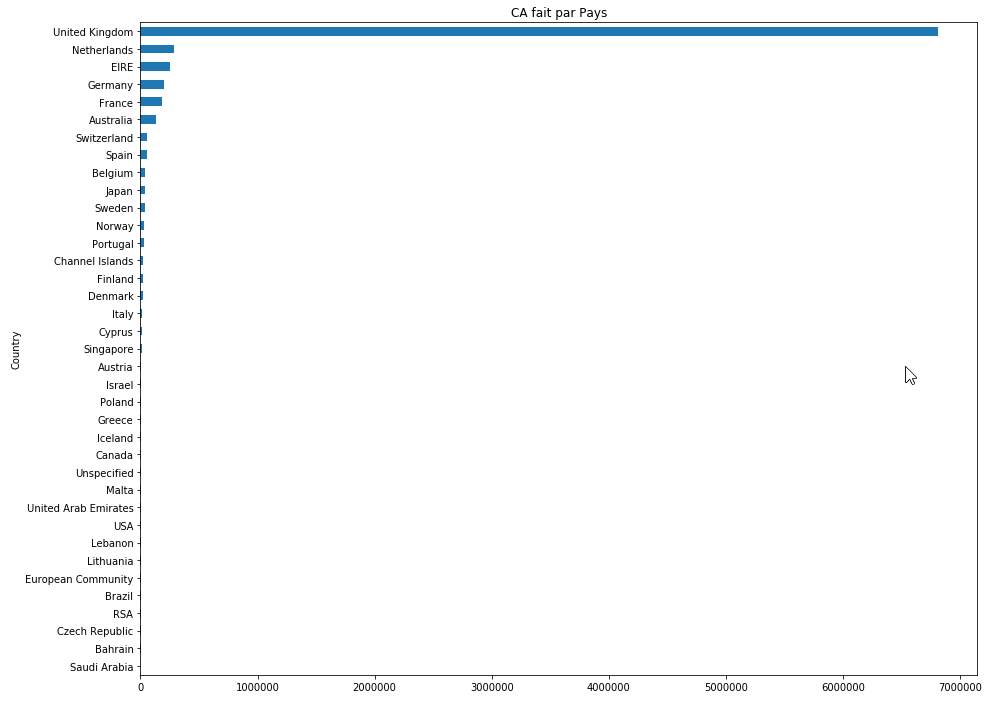 CA fait par Pays
United Kingdom
Netherlands
EIRE
Germany
France
Australia
Switzerland
Spain
Belgium
Japan
Sweden
Norway
Portugal
Channel Islands
Finland
Denmark
Italy
Cyprus
Singapore
Austria
Israel
Poland
Greece
Iceland
Canada
Unspecified
Malta
United Arab Emirates
USA
Lebanon
Lithuania
European Community
Brazil
RSA
Czech Republic
Bahrain
Saudi Arabia
Country
0 1000000 2000000 3000000 4000000 5000000 6000000 7000000